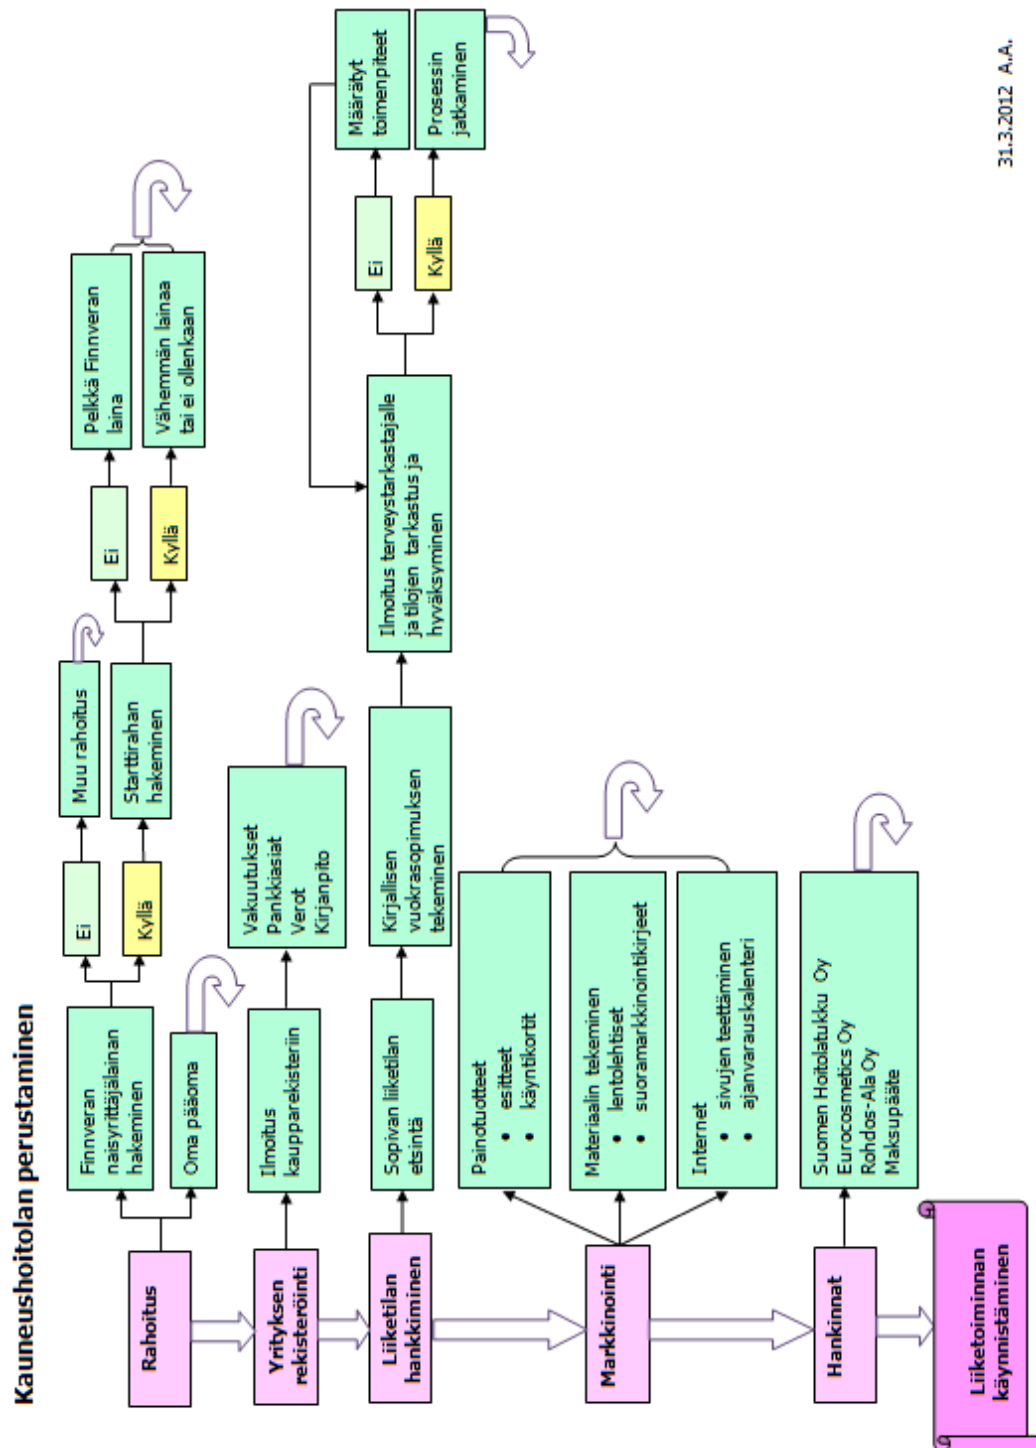 Kauneushoitolan perustaminen
Rahoitus
Finnveran
naisyrittäjälainan
hakeminen
Ei
Muu rahoitus
Kyllä
Starttirahan
hakeminen
Ei
Pelkkä Finnveran
laina
Kyllä
Vähemmän lainaa
tai ei ollenkaan
Oma pääoma
Yrityksen
rekisteröinti
Ilmoitus
kaupparekisteriin
Vakuutukset
Pankkiasiat
Verot
Kirjanpito
Liiketilan
hankkiminen
Sopivan liiketilan
etsintä
Kirjallisen
vuokrasopimuksen
tekeminen
Ilmoitus terveystarkastajalle
ja tilojen tarkastus ja
hyväksyminen
Ei
Määrätyt
toimenpiteet
Kyllä
Prosessin
jatkaminen
Markkinointi
Painotuotteet
• esitteet
• käyntikortit
Materiaalin tekeminen
• lentolehtiset
• suoramarkkinointikirjeet
Internet
• sivujen teettäminen
• ajanvarauskalenteri
Hankinnat
Suomen Hoitolatukku Oy
Eurocosmetics Oy
Rohdos-Ala Oy
Maksupääte
Liiketoiminnan
käynnistäminen
31.3.2012 A.A.